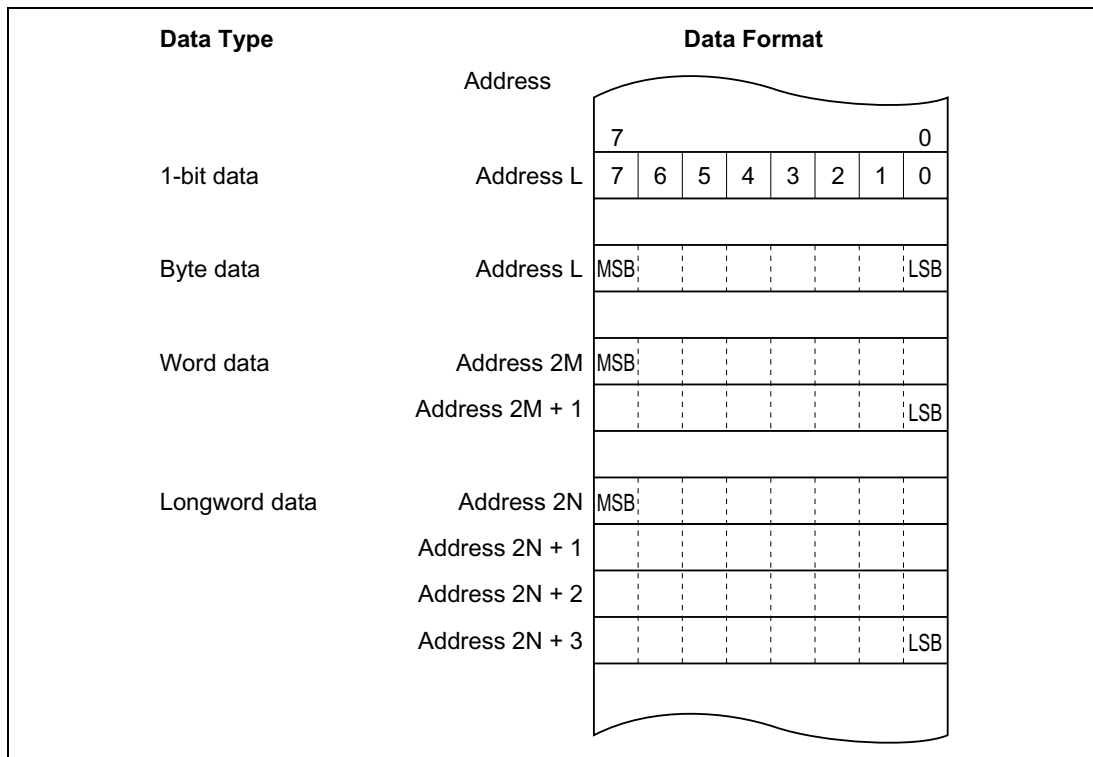 Data Type Data Format
Address
7 0
1-bit data Address L 7 6 5 4 3 2 1 0
Byte data Address L MSB LSB
Word data Address 2M MSB
Address 2M + 1 LSB
Longword data Address 2N MSB
Address 2N + 1
Address 2N + 2
Address 2N + 3 LSB